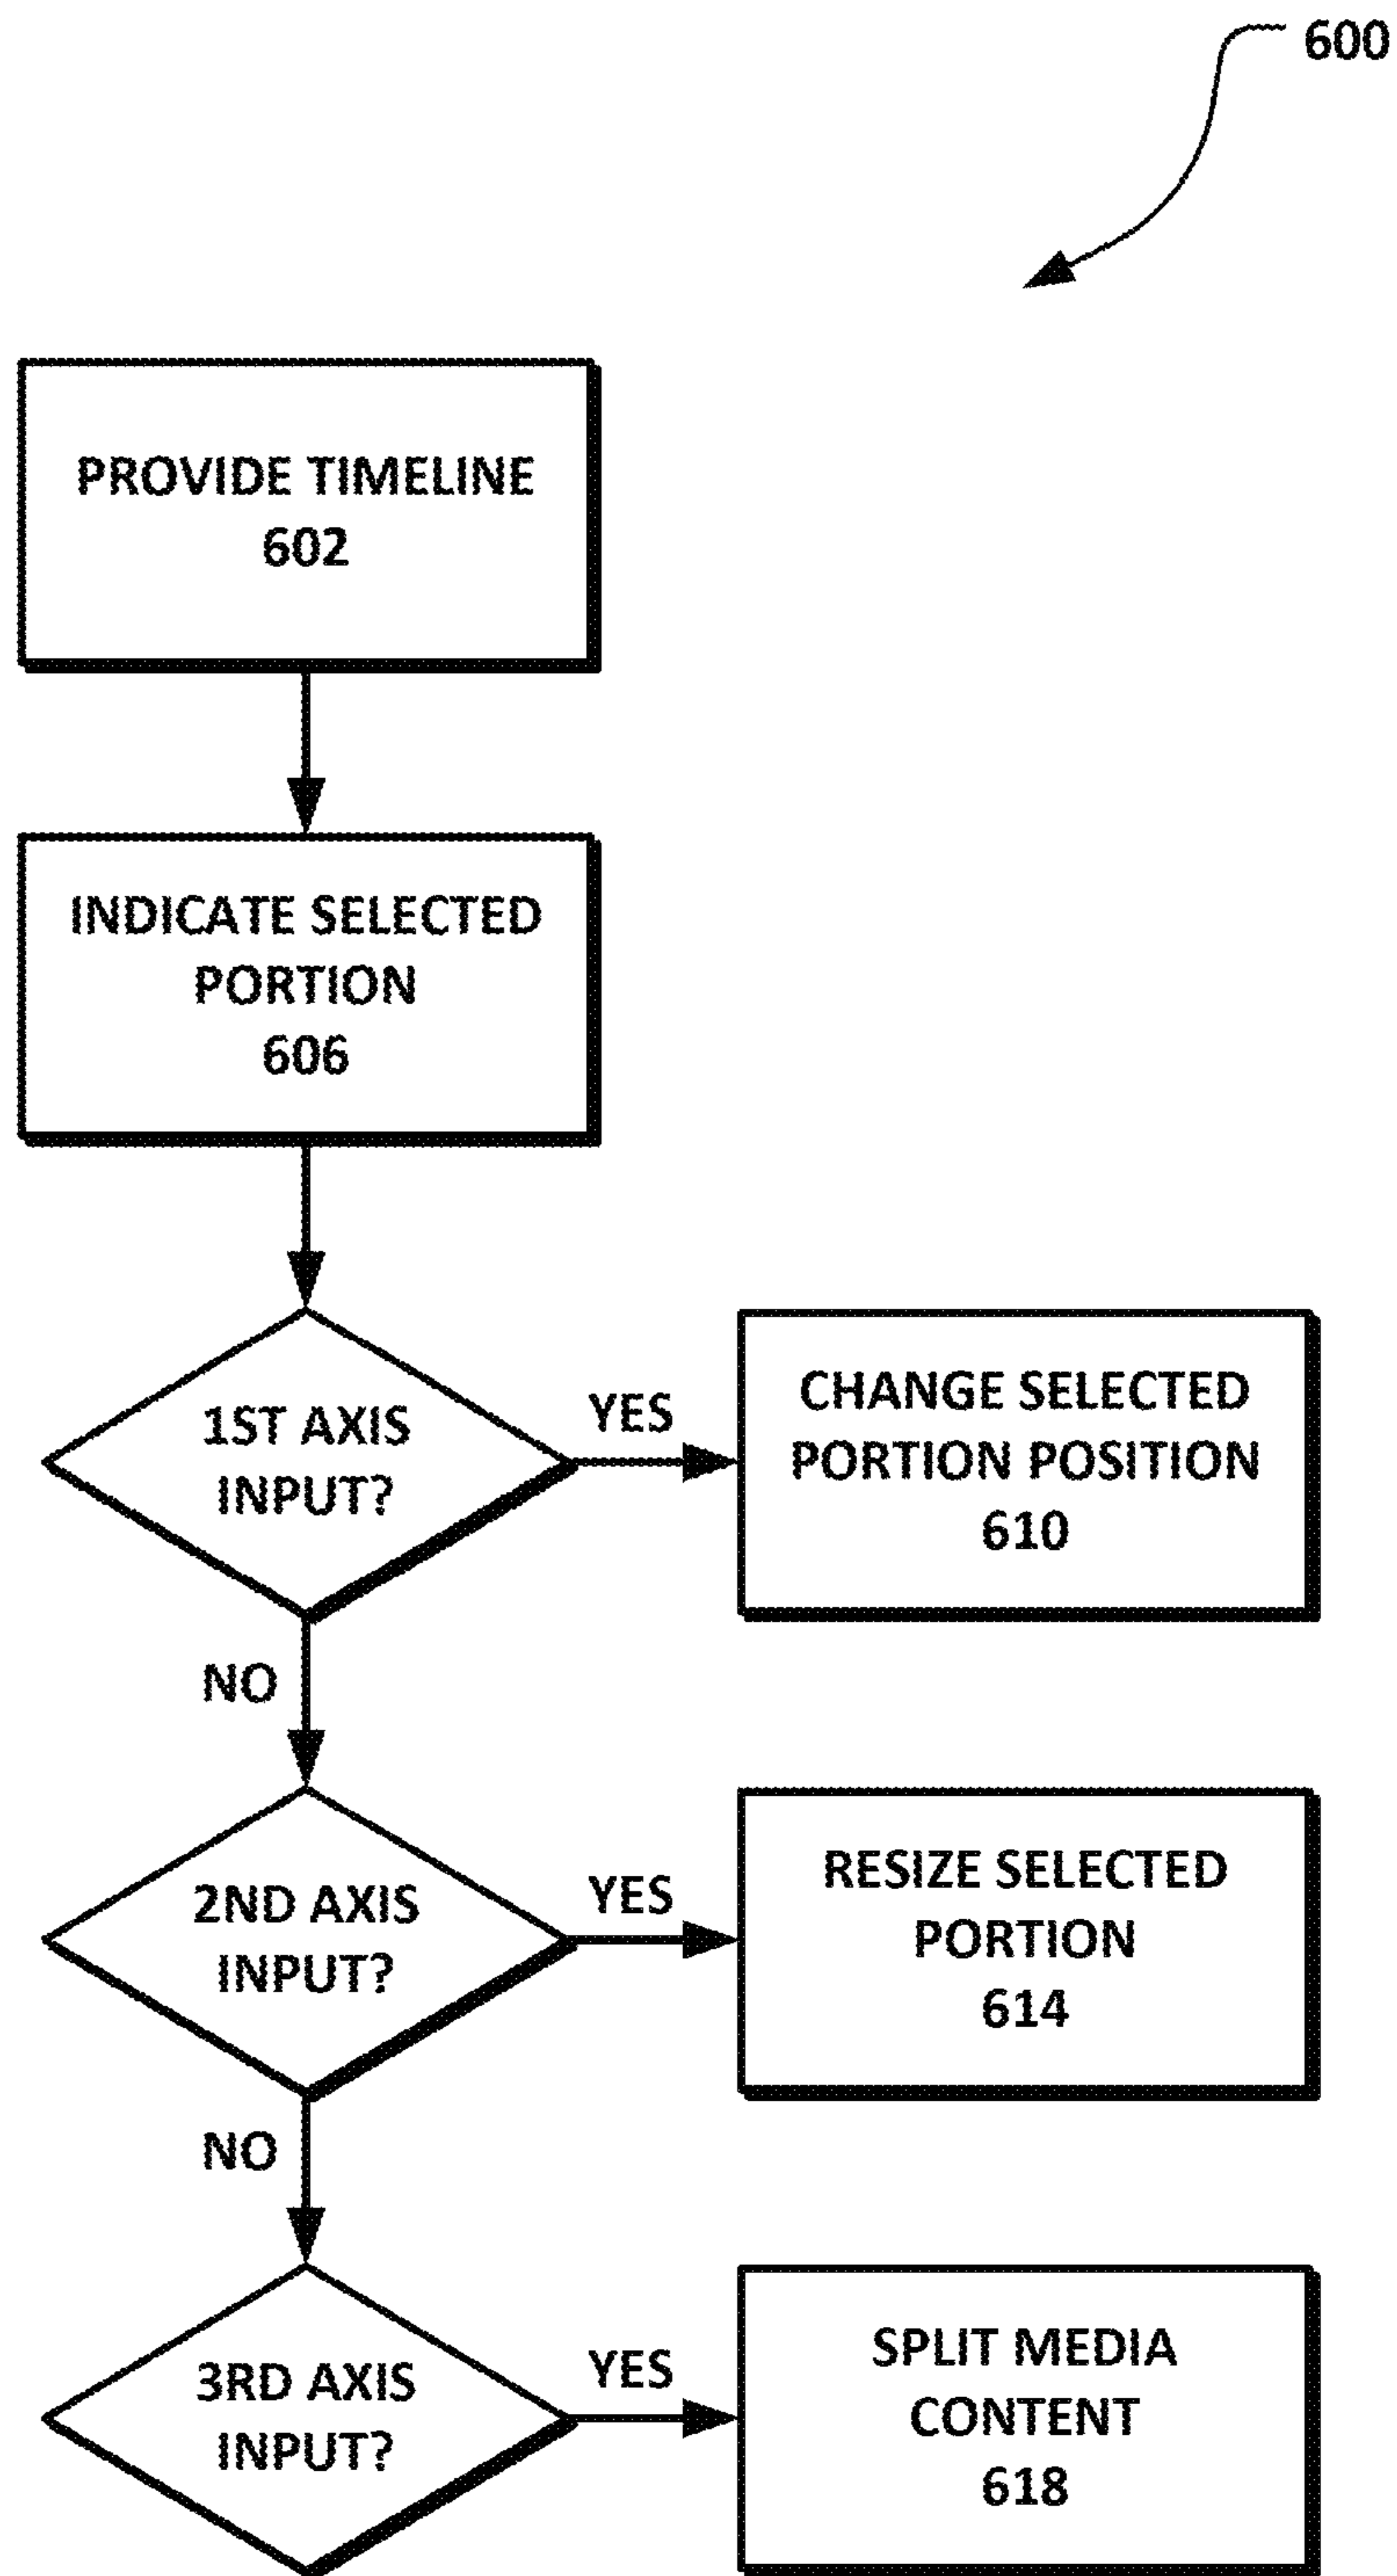 600
PROVIDE TIMELINE
602
INDICATE SELECTED
PORTION
606
1ST AXIS
INPUT?
YES
CHANGE SELECTED
PORTION POSITION
610
NO
2ND AXIS
INPUT?
YES
RESIZE SELECTED
PORTION
614
NO
3RD AXIS
INPUT?
YES
SPLIT MEDIA
CONTENT
618